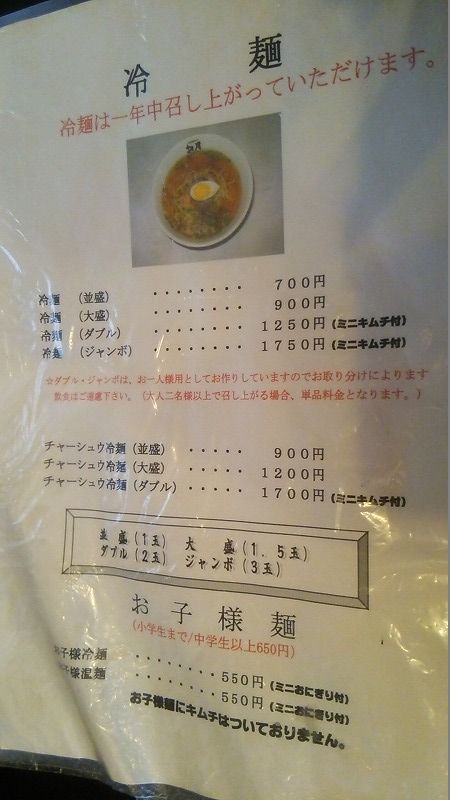 冷　麺
冷麺は一年中召し上がっていただけます。
冷麺　(並盛)　・・・・・・・・　７００円
冷麺　(大盛)　・・・・・・・・　９００円
冷麺　(ダブル)　・・・・・・・・　１２５０円 (ミニキムチ付)
冷麺　(ジャンボ)　・・・・・・・・　１７５０円 (ミニキムチ付)
☆ダブル・ジャンボは、お一人様用としてお作りしていますのでお取り分けによります
飲食はご遠慮下さい。（大人二名様以上で召し上がる場合、単品料金となります。）
チャーシュウ冷麺（並盛）　・・・・・　９００円
チャーシュウ冷麺（大盛）　・・・・・　１２００円
チャーシュウ冷麺（ダブル）　・・・・・　１７００円 (ミニキムチ付)
並　盛（１玉）　大　盛（１．５玉）
ダブル（２玉）　ジャンボ（３玉）
お子様麺
(小学生まで/中学生以上650円)
お子様冷麺　・・・・・・・・　５５０円 (ミニおにぎり付)
お子様温麺　・・・・・・・・　５５０円 (ミニおにぎり付)
お子様麺にキムチはついておりません。